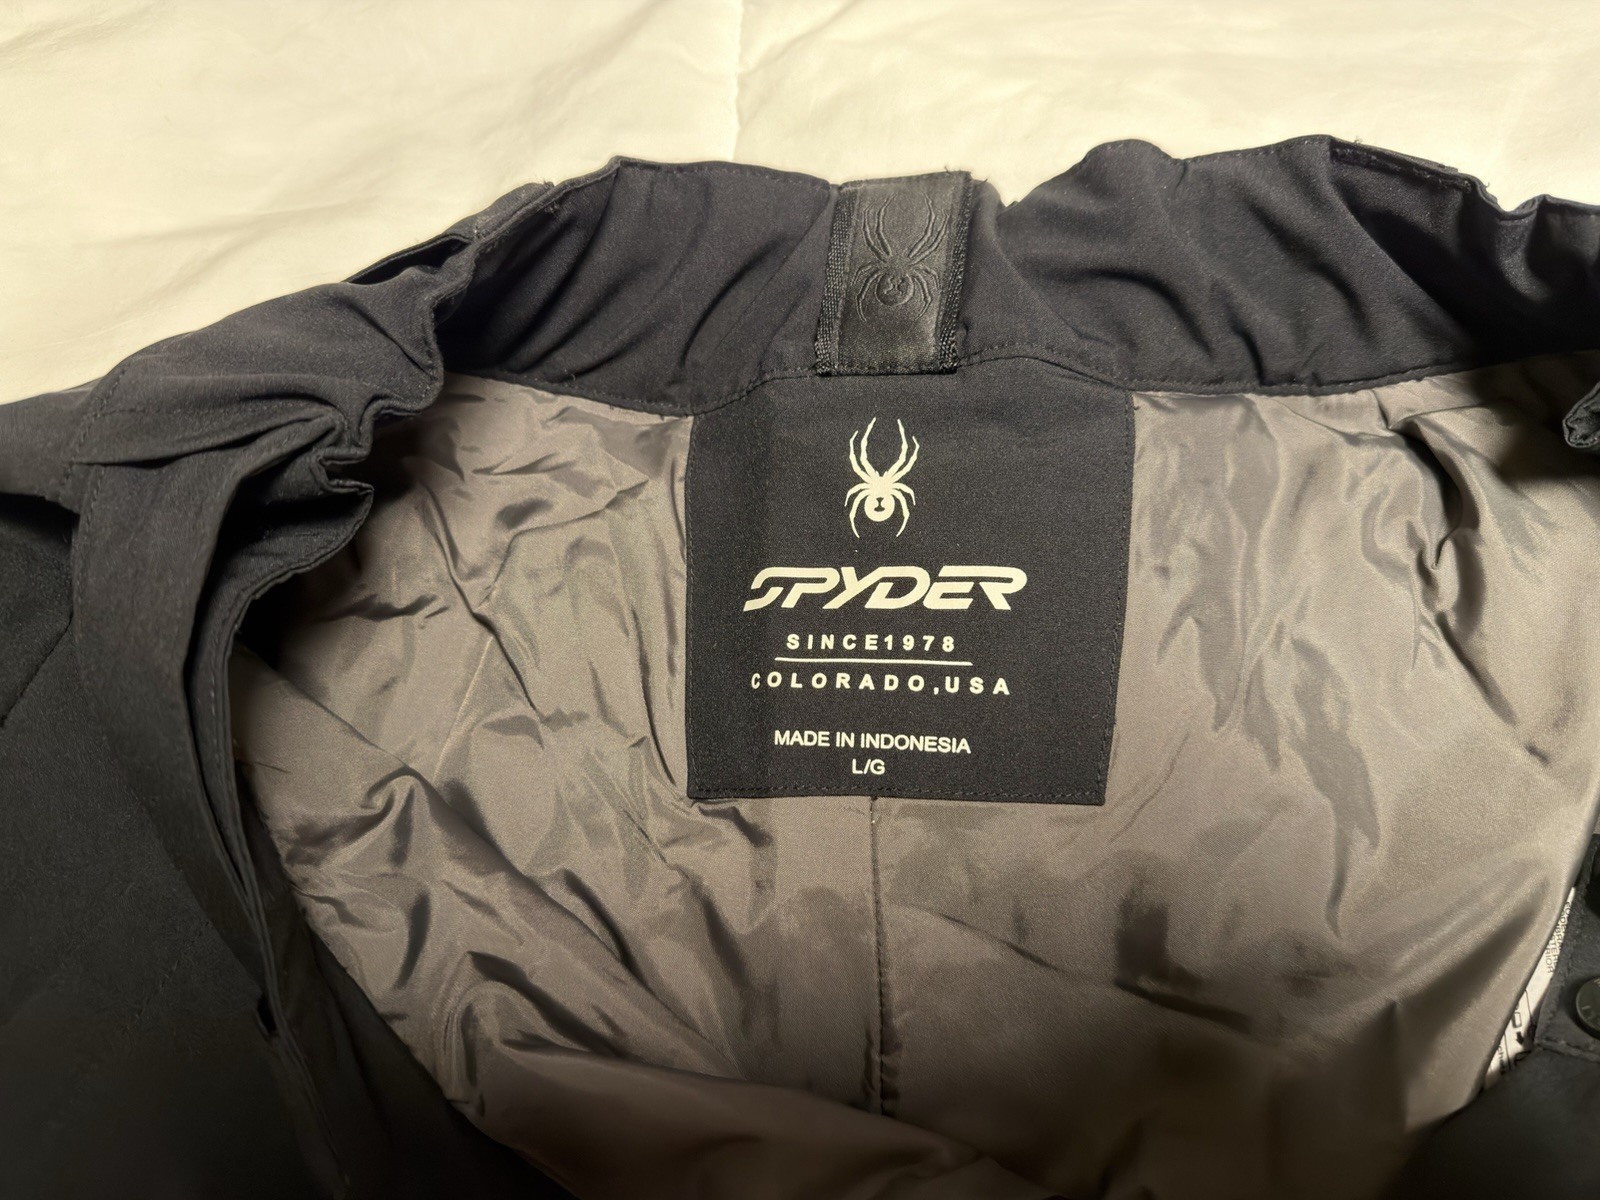 SPYDER
SINCE1978
COLORADO,USA
MADE IN INDONESIA
L/G